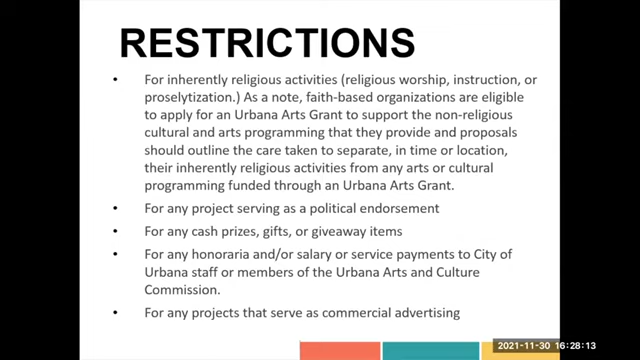 RESTRICTIONS
• For inherently religious activities (religious worship, instruction, or
proselytization.) As a note, faith-based organizations are eligible
to apply for an Urbana Arts Grant to support the non-religious
cultural and arts programming that they provide and proposals
should outline the care taken to separate, in time or location,
their inherently religious activities from any arts or cultural
programming funded through an Urbana Arts Grant.
• For any project serving as a political endorsement
• For any cash prizes, gifts, or giveaway items
• For any honoraria and/or salary or service payments to City of
Urbana staff or members of the Urbana Arts and Culture
Commission.
• For any projects that serve as commercial advertising
2021-11-30 16:28:13